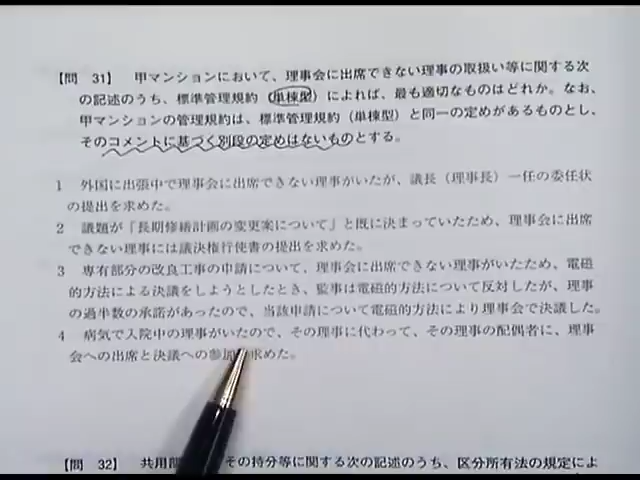 【問 31】 甲マンションにおいて、理事会に出席できない理事の取扱い等に関する次
の記述のうち、標準管理規約（単棟型）によれば、最も適切なものはどれか。なお、
甲マンションの管理規約は、標準管理規約（単棟型）と同一の定めがあるものとし、
そのコメントに基づく別段の定めはないものとする。
1 外国に出張中で理事会に出席できない理事がいたが、議長（理事長）一任の委任状
の提出を求めた。
2 議題が「長期修繕計画の変更案について」と既に決まっていたため、理事会に出席
できない理事には議決権行使書の提出を求めた。
3 専有部分の改良工事の申請について、理事会に出席できない理事がいたため、電磁
的方法による決議をしようとしたとき、監事は電磁的方法について反対したが、理事
の過半数の承諾があったので、当該申請について電磁的方法により理事会で決議した。
4 病気で入院中の理事がいたので、その理事に代わって、その理事の配偶者に、理事
会への出席と決議への参加を求めた。
【問 32】 共用部 その持分等に関する次の記述のうち、区分所有法の規定によ